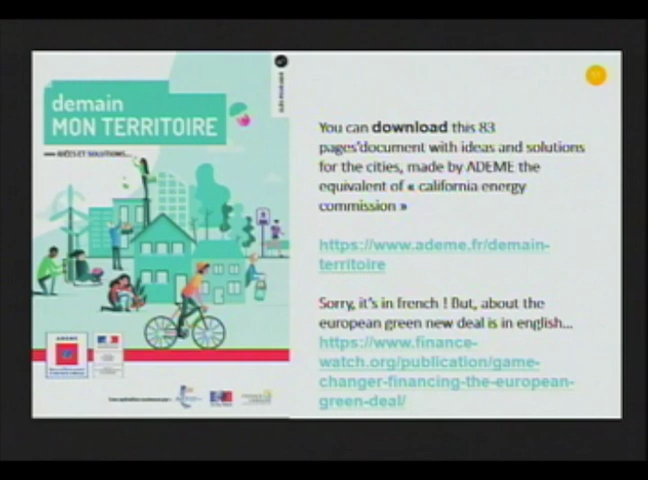 demain
MON TERRITOIRE
IDÉES ET SOLUTIONS...
ADEME
You can download this 83
pages'document with ideas and solutions
for the cities, made by ADEME the
equivalent of « california energy
commission »
https://www.ademe.fr/demain-
territoire
Sorry, it's in french ! But, about the
european green new deal is in english...
https://www.finance-
watch.org/publication/game-
changer-financing-the-european-
green-deal/